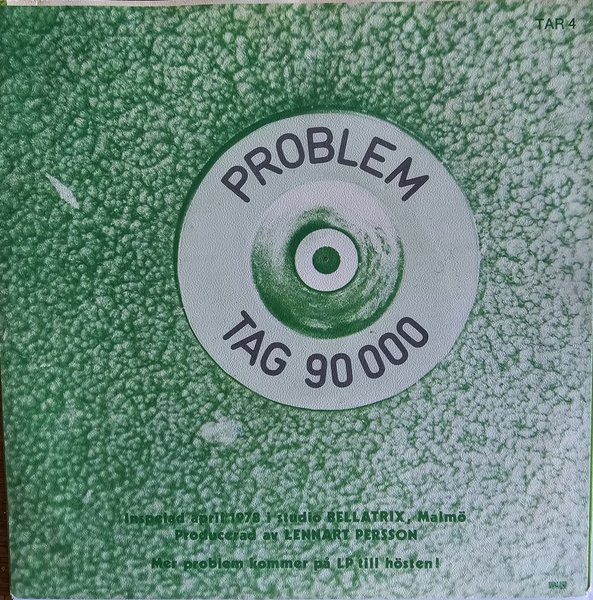 TAR 4
PROBLEM
TAG 90 000
Inspelad april 1978 i studio BELLATRIX, Malmö
Producerad av LENNART PERSSON
Mer problem kommer på LP till hösten!